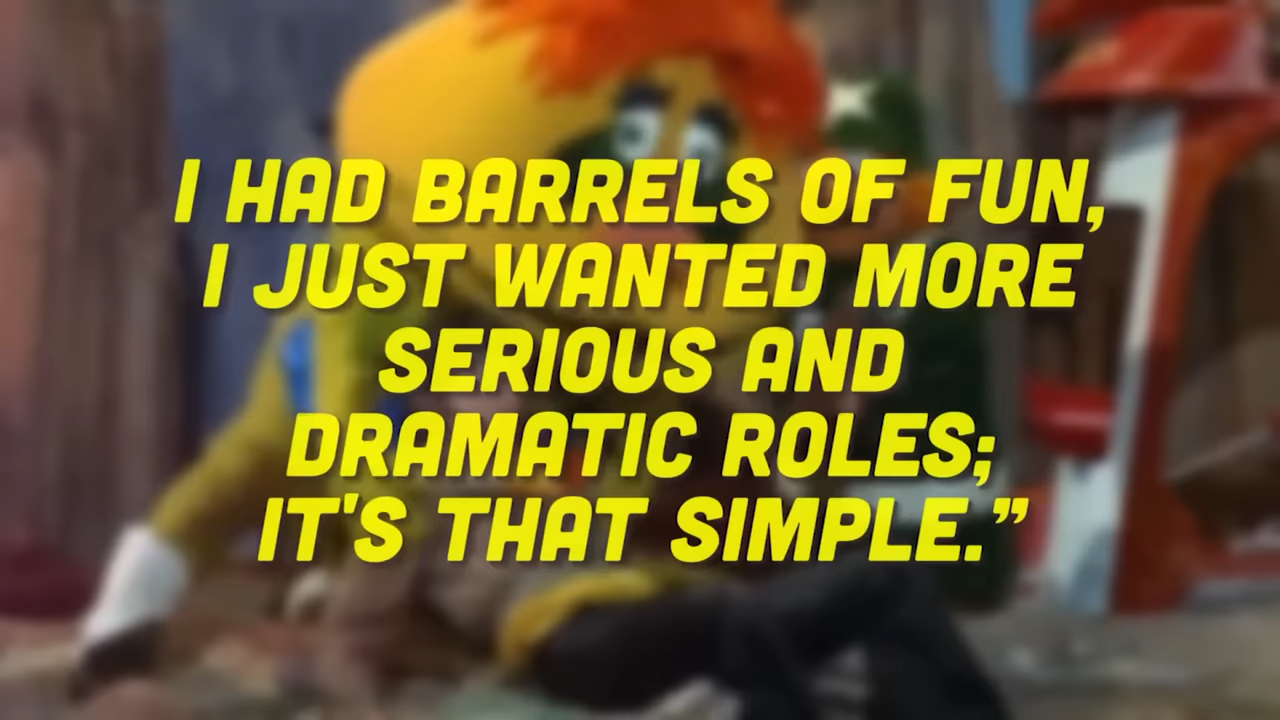 I HAD BARRELS OF FUN,
I JUST WANTED MORE
SERIOUS AND
DRAMATIC ROLES;
IT'S THAT SIMPLE.”